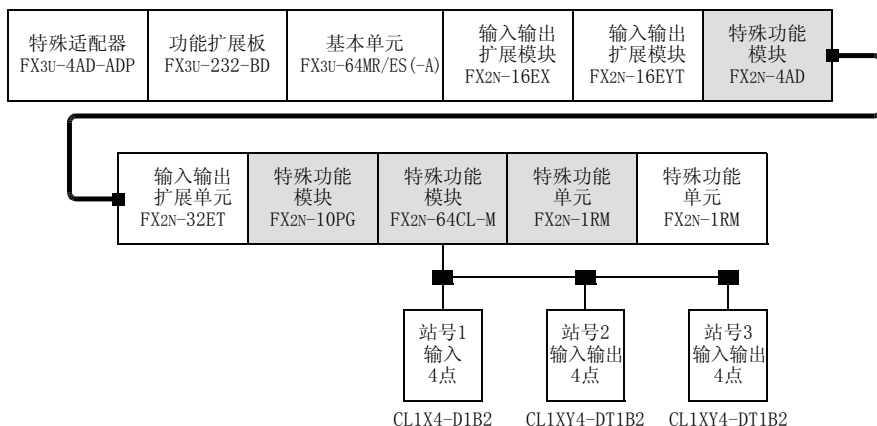 特殊适配器
FX3U-4AD-ADP
功能扩展板
FX3U-232-BD
基本单元
FX3U-64MR/ES(-A)
输入输出
扩展模块
FX2N-16EX
输入输出
扩展模块
FX2N-16EYT
特殊功能
模块
FX2N-4AD
输入输出
扩展单元
FX2N-32ET
特殊功能
模块
FX2N-10PG
特殊功能
模块
FX2N-64CL-M
特殊功能
单元
FX2N-1RM
特殊功能
单元
FX2N-1RM
站号1
输入
4点
站号2
输入输出
4点
站号3
输入输出
4点
CL1X4-D1B2
CL1XY4-DT1B2
CL1XY4-DT1B2